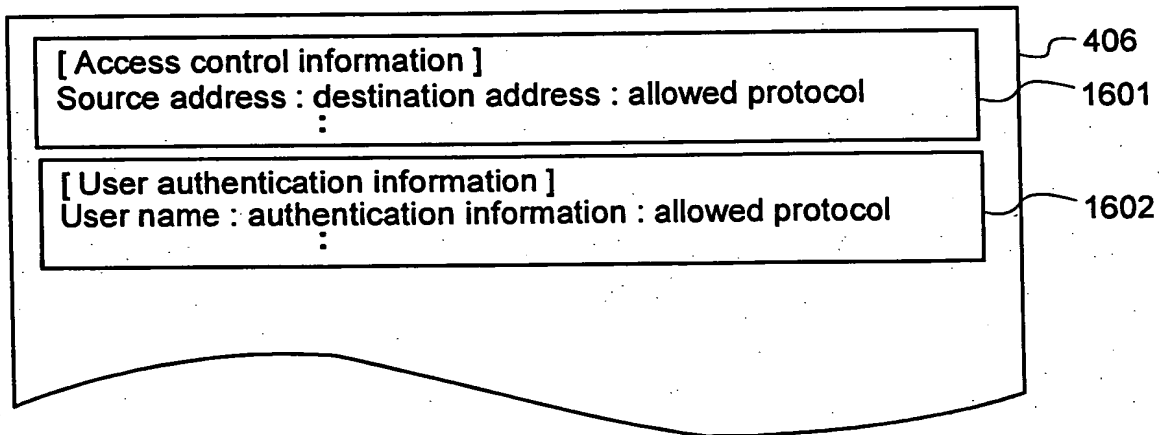 [ Access control information ]
Source address : destination address : allowed protocol
:
[ User authentication information ]
User name : authentication information : allowed protocol
:
406
1601
1602